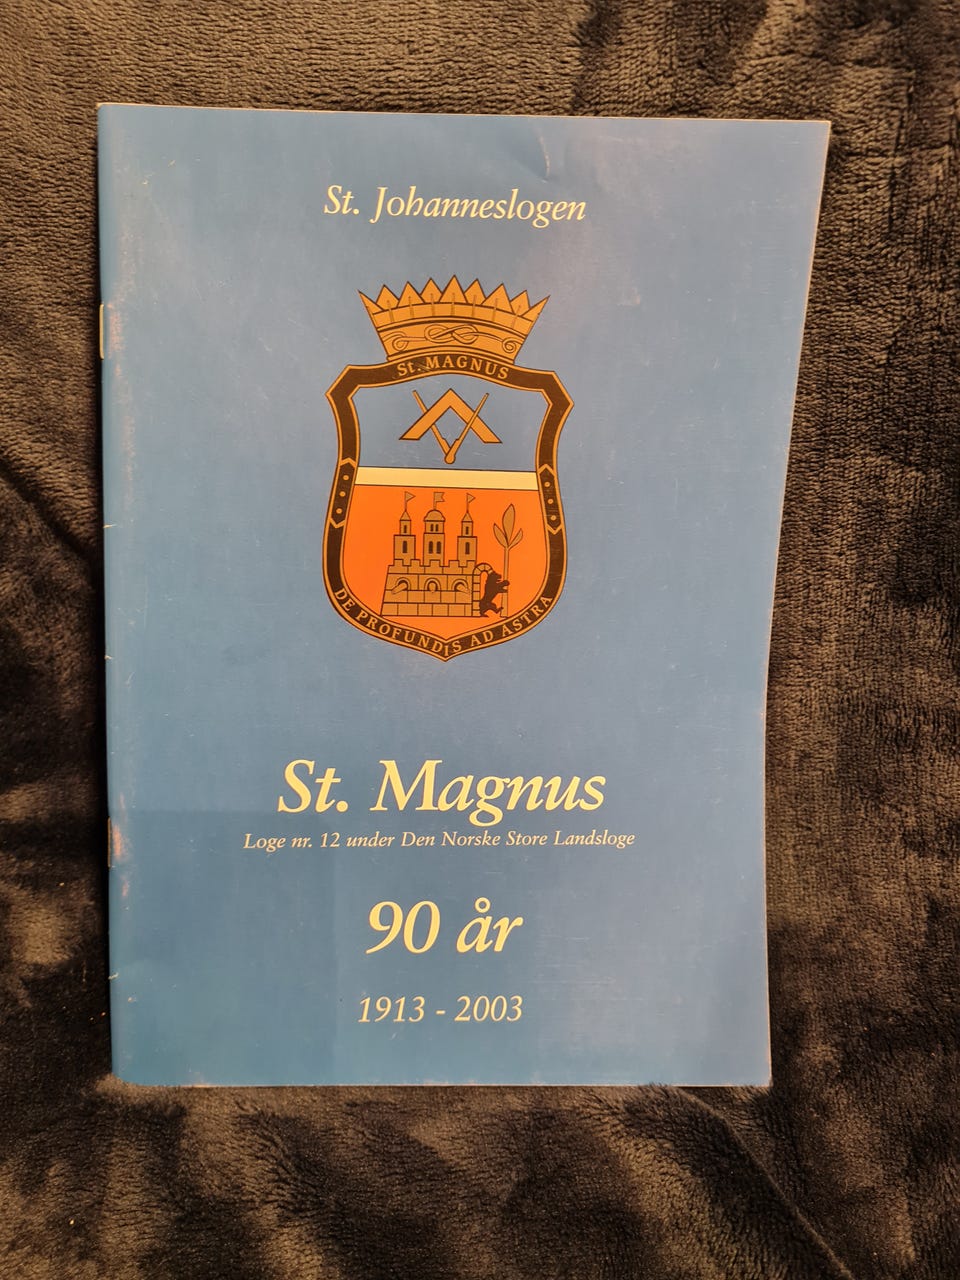 St. Johanneslogen
St. MAGNUS
DE PROFUNDIS AD ASTRA
St. Magnus
Loge nr. 12 under Den Norske Store Landsloge
90 år
1913 - 2003